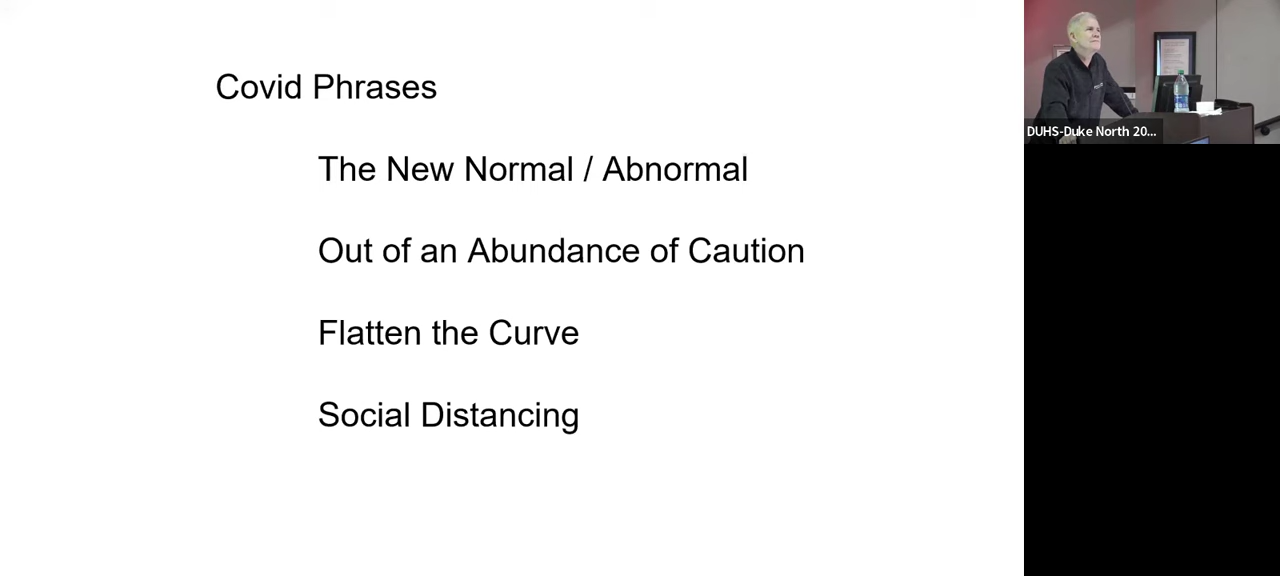 Covid Phrases
The New Normal / Abnormal
Out of an Abundance of Caution
Flatten the Curve
Social Distancing
DUHS-Duke North 20...